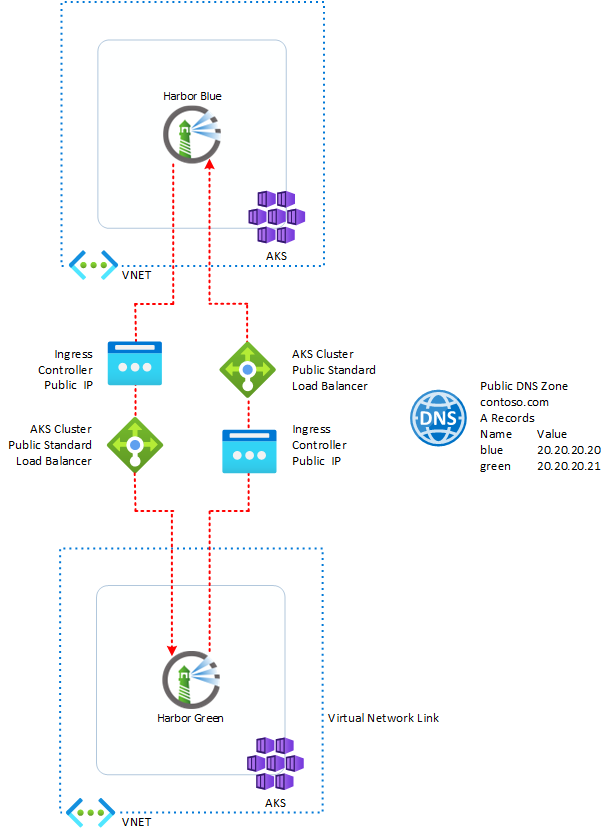 Harbor Blue
AKS
VNET
Ingress
Controller
Public IP
AKS Cluster
Public Standard
Load Balancer
AKS Cluster
Public Standard
Load Balancer
Ingress
Controller
Public IP
DNS
Public DNS Zone
contoso.com
A Records
Name Value
blue 20.20.20.20
green 20.20.20.21
Harbor Green
Virtual Network Link
AKS
VNET